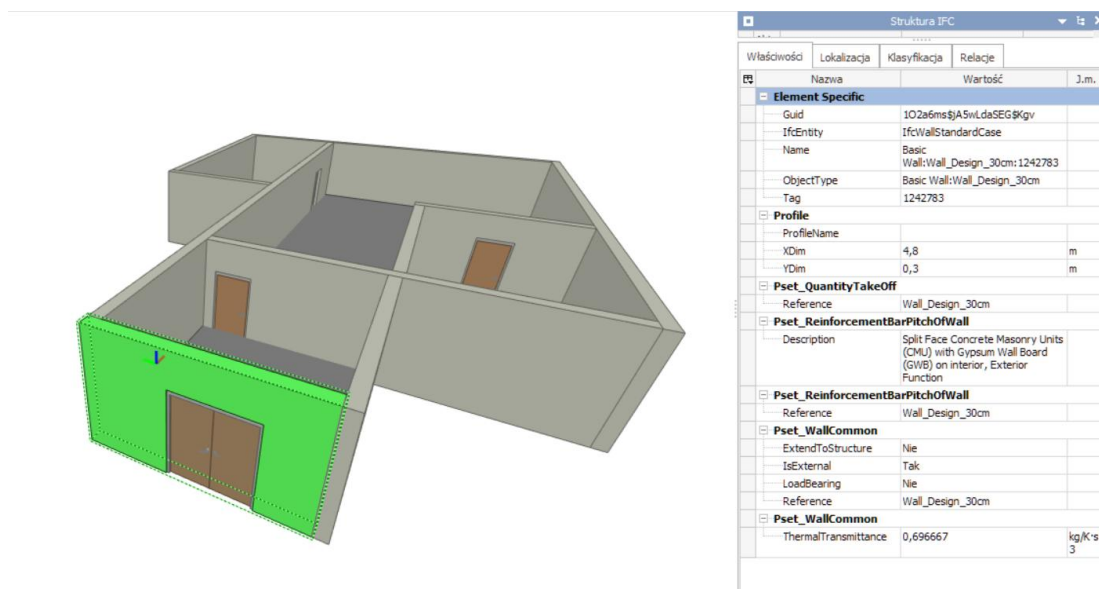 Struktura IFC
Właściwości Lokalizacja Klasyfikacja Relacje
Nazwa Wartość J.m.
Element Specific
Guid 1O2a6ms$jA5wLdaSEG$Kgv
IfcEntity IfcWallStandardCase
Name Basic
Wall:Wall_Design_30cm:1242783
ObjectType Basic Wall:Wall_Design_30cm
Tag 1242783
Profile
ProfileName
XDim 4,8 m
YDim 0,3 m
Pset_QuantityTakeOff
Reference Wall_Design_30cm
Pset_ReinforcementBarPitchOfWall
Description Split Face Concrete Masonry Units
(CMU) with Gypsum Wall Board
(GWB) on interior, Exterior
Function
Pset_ReinforcementBarPitchOfWall
Reference Wall_Design_30cm
Pset_WallCommon
ExtendToStructure Nie
IsExternal Tak
LoadBearing Nie
Reference Wall_Design_30cm
Pset_WallCommon
ThermalTransmittance 0,696667 kg/K·s
3